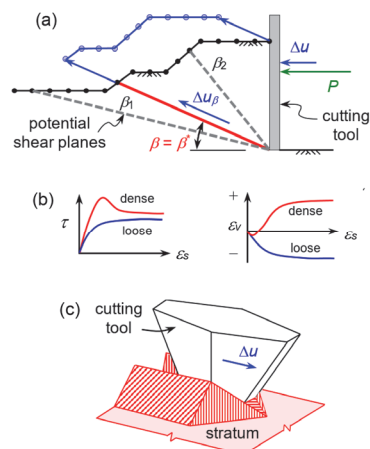 (a)
β2
Δu
P
β1
Δuβ
cutting
tool
potential
shear planes
β = β*
(b)
τ
dense
loose
εs
+
εv
−
dense
εs
loose
(c)
cutting
tool
Δu
stratum